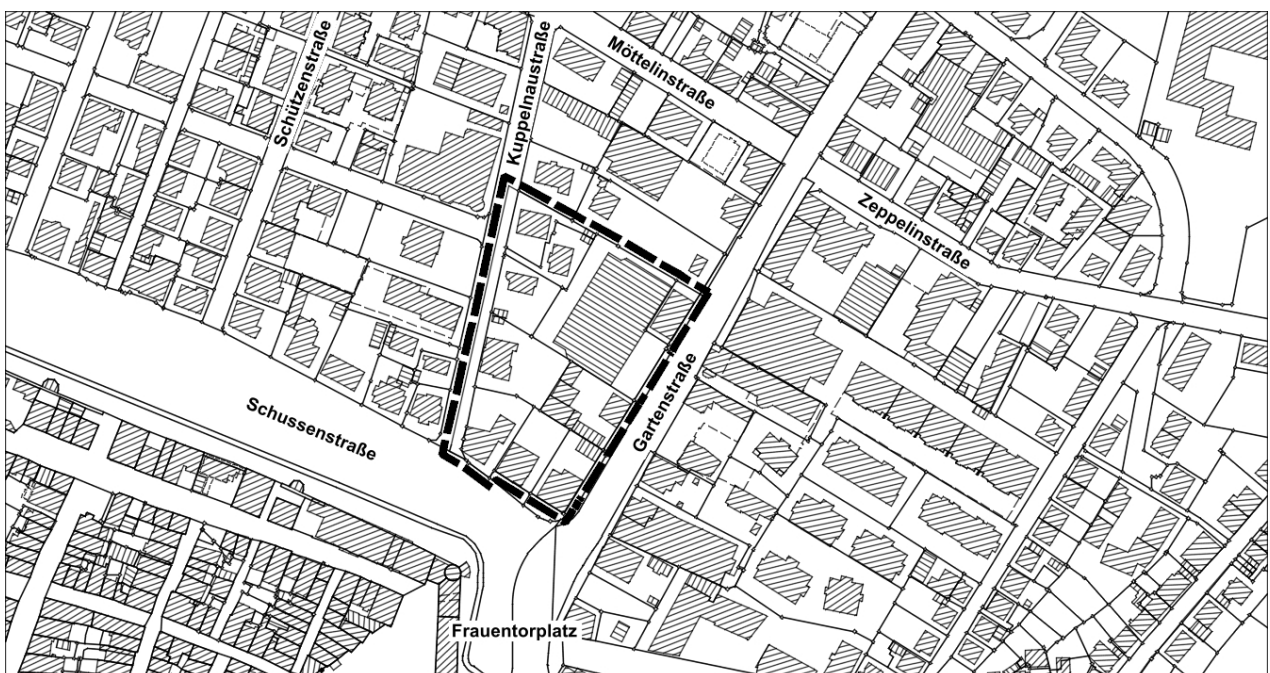 Schützenstraße
Kuppelnaustraße
Möttelinstraße
Zeppelinstraße
Gartenstraße
Schussenstraße
Frauentorplatz